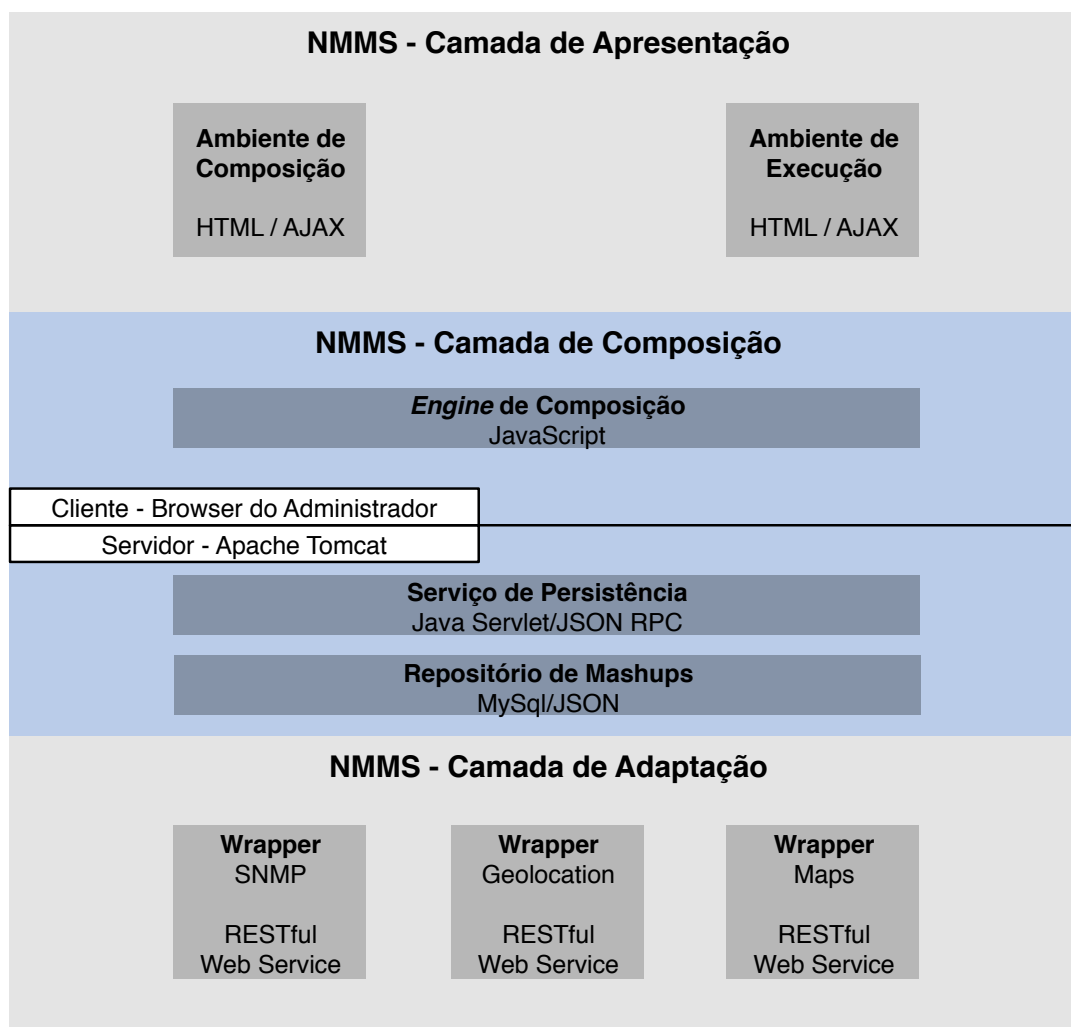 NMMS - Camada de Apresentação
Ambiente de
Composição
HTML / AJAX
Ambiente de
Execução
HTML / AJAX
NMMS - Camada de Composição
Engine de Composição
JavaScript
Cliente - Browser do Administrador
Servidor - Apache Tomcat
Serviço de Persistência
Java Servlet/JSON RPC
Repositório de Mashups
MySql/JSON
NMMS - Camada de Adaptação
Wrapper
SNMP
RESTful
Web Service
Wrapper
Geolocation
RESTful
Web Service
Wrapper
Maps
RESTful
Web Service